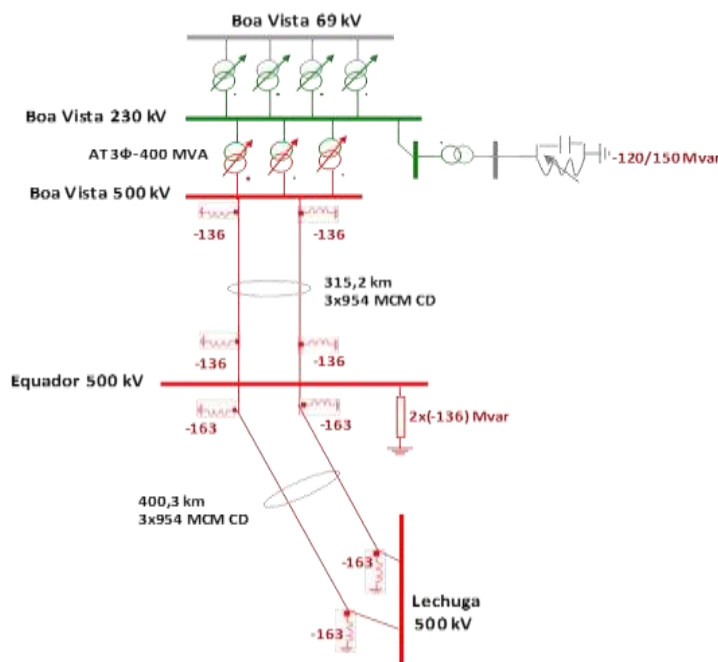 Boa Vista 69 kV
Boa Vista 230 kV
AT3Φ-400 MVA
-120/150 Mvar
Boa Vista 500 kV
-136
-136
315,2 km
3x954 MCM CD
-136
-136
Equador 500 kV
-163
-163
2x(-136) Mvar
400,3 km
3x954 MCM CD
-163
Lechuga
500 kV
-163